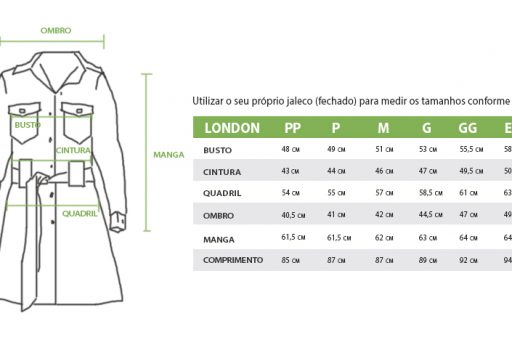 OMBRO
BUSTO
CINTURA
QUADRIL
MANGA
Utilizar o seu próprio jaleco (fechado) para medir os tamanhos conforme
LONDON PP P M G GG E
BUSTO 48 CM 49 CM 51 CM 53 CM 55,5 CM 58
CINTURA 43 CM 44 CM 46 CM 47 CM 49,5 CM 50
QUADRIL 54 CM 55 CM 57 CM 58,5 CM 61 CM 63
OMBRO 40,5 CM 41 CM 42 CM 44,5 CM 47 CM 49
MANGA 61,5 CM 61,5 CM 62 CM 63 CM 64 CM 64
COMPRIMENTO 85 CM 87 CM 87 CM 89 CM 92 CM 94